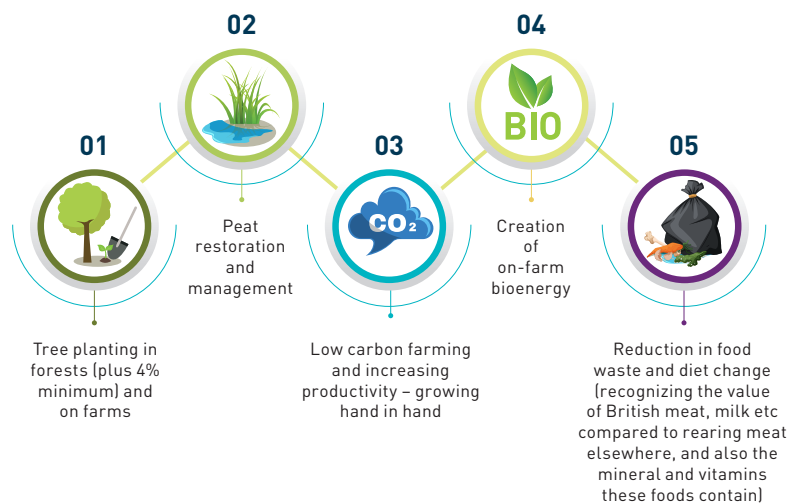 01
Tree planting in
forests (plus 4%
minimum) and
on farms
02
Peat
restoration
and
management
03
CO₂
Low carbon farming
and increasing
productivity – growing
hand in hand
04
BIO
Creation
of
on-farm
bioenergy
05
Reduction in food
waste and diet change
(recognizing the value
of British meat, milk etc
compared to rearing meat
elsewhere, and also the
mineral and vitamins
these foods contain)